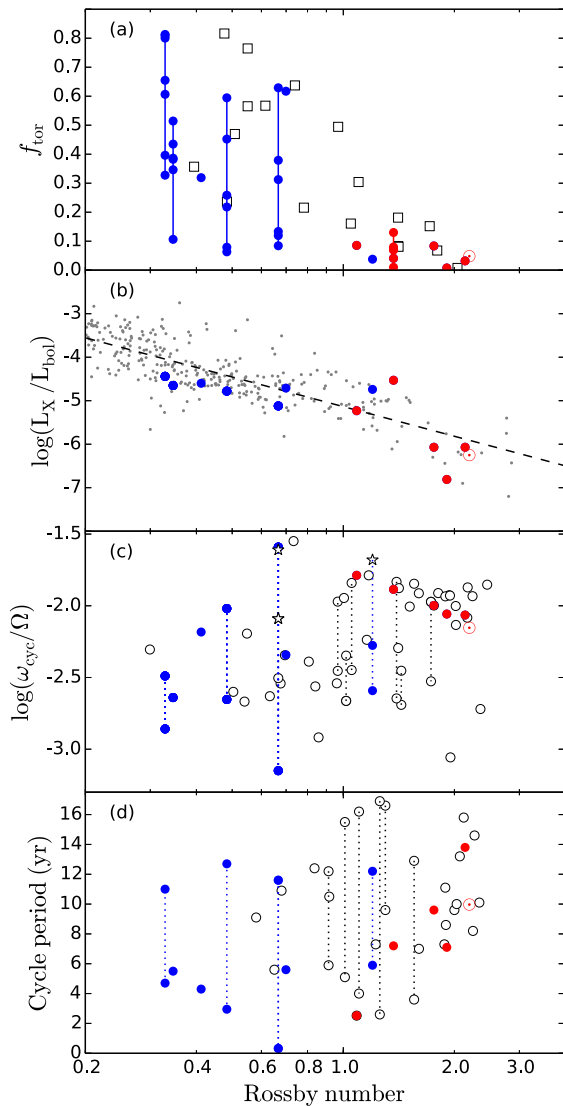 (a)
0.8
0.7
0.6
0.5
0.4
0.3
0.2
0.1
0.0
f_tor
(b)
-3
-4
-5
-6
-7
log(L_X/L_bol)
(c)
-1.5
-2.0
-2.5
-3.0
log(ω_cyc/Ω)
(d)
16
14
12
10
8
6
4
2
0
Cycle period (yr)
0.2 0.4 0.6 0.8 1.0 2.0 3.0
Rossby number